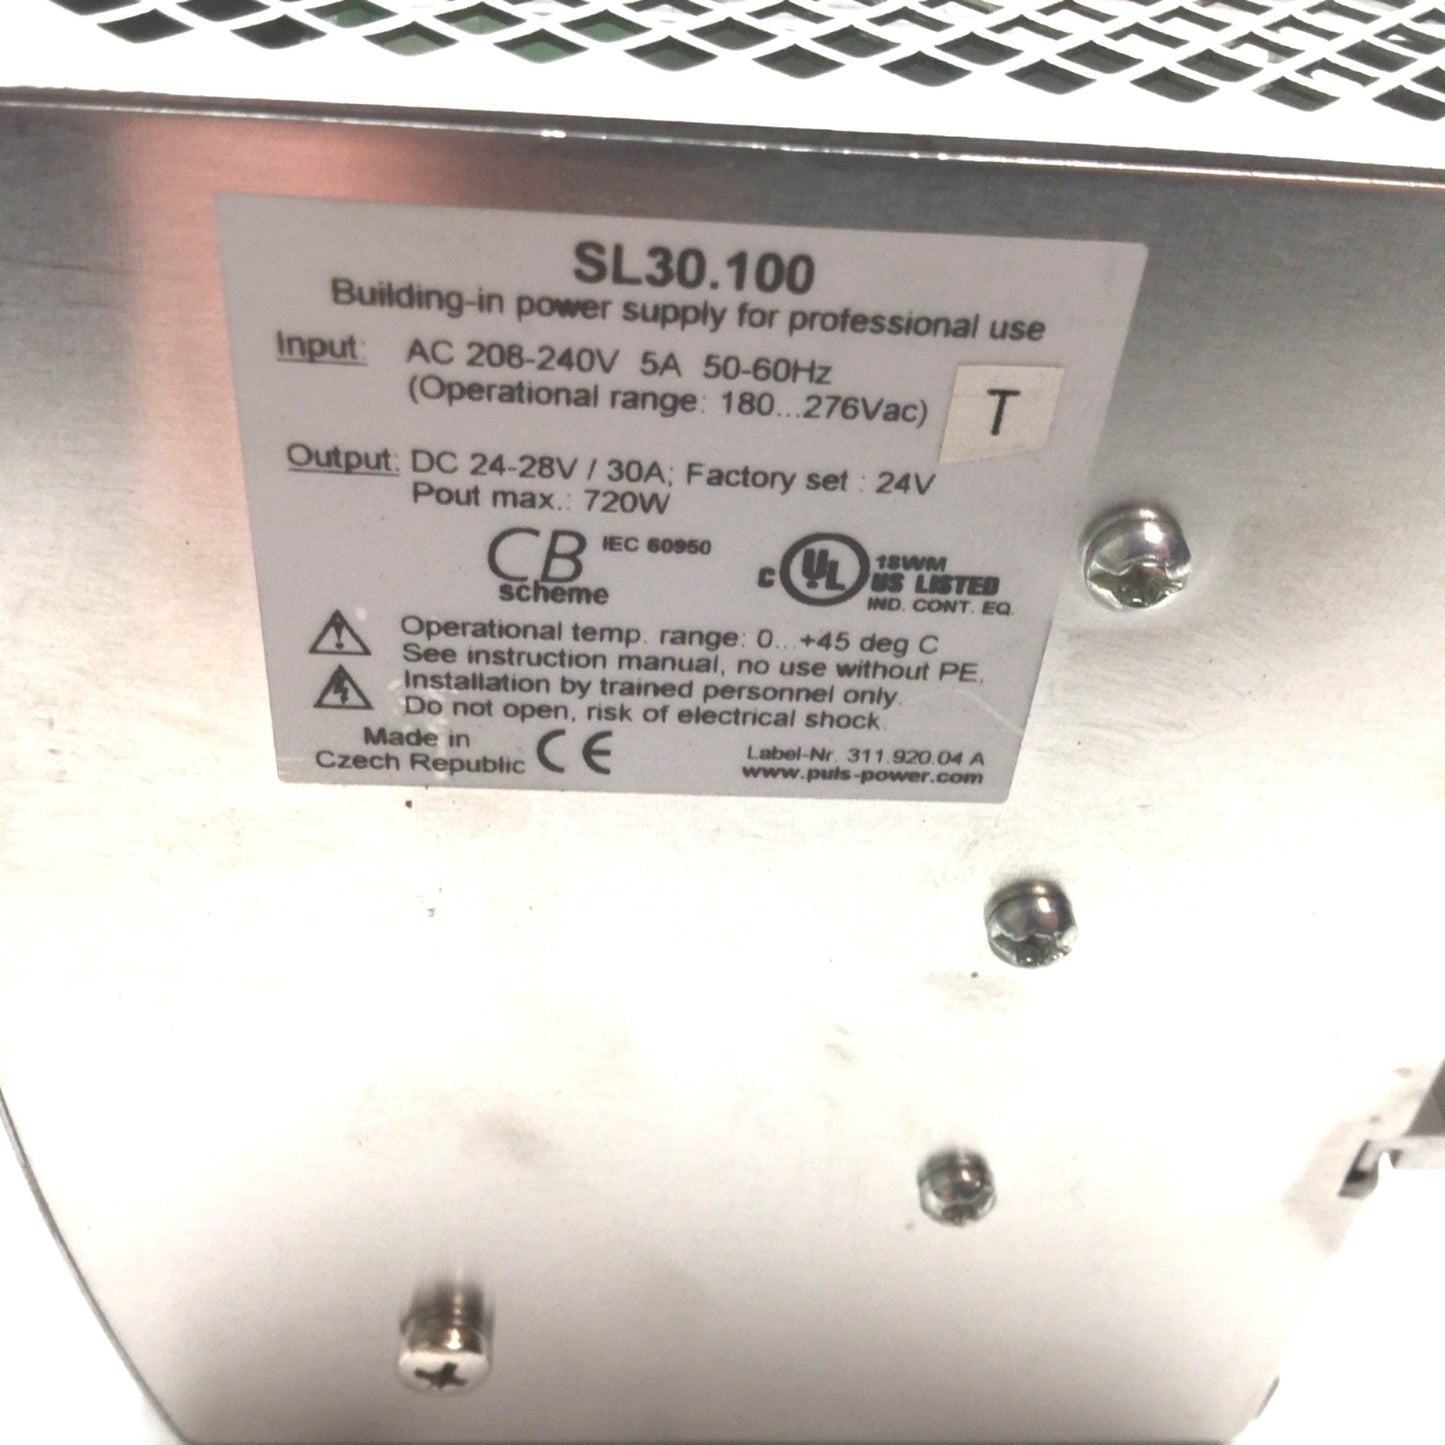 SL30.100
Building-in power supply for professional use
Input: AC 208-240V 5A 50-60Hz
(Operational range: 180...276Vac)
T
Output: DC 24-28V / 30A; Factory set : 24V
Pout max.: 720W
CB scheme IEC 60950
c UL US LISTED 18WM
IND. CONT. EQ.
Operational temp. range: 0...+45 deg C
See instruction manual, no use without PE.
Installation by trained personnel only.
Do not open, risk of electrical shock.
Made in
Czech Republic
CE
Label-Nr. 311.920.04 A
www.puls-power.com